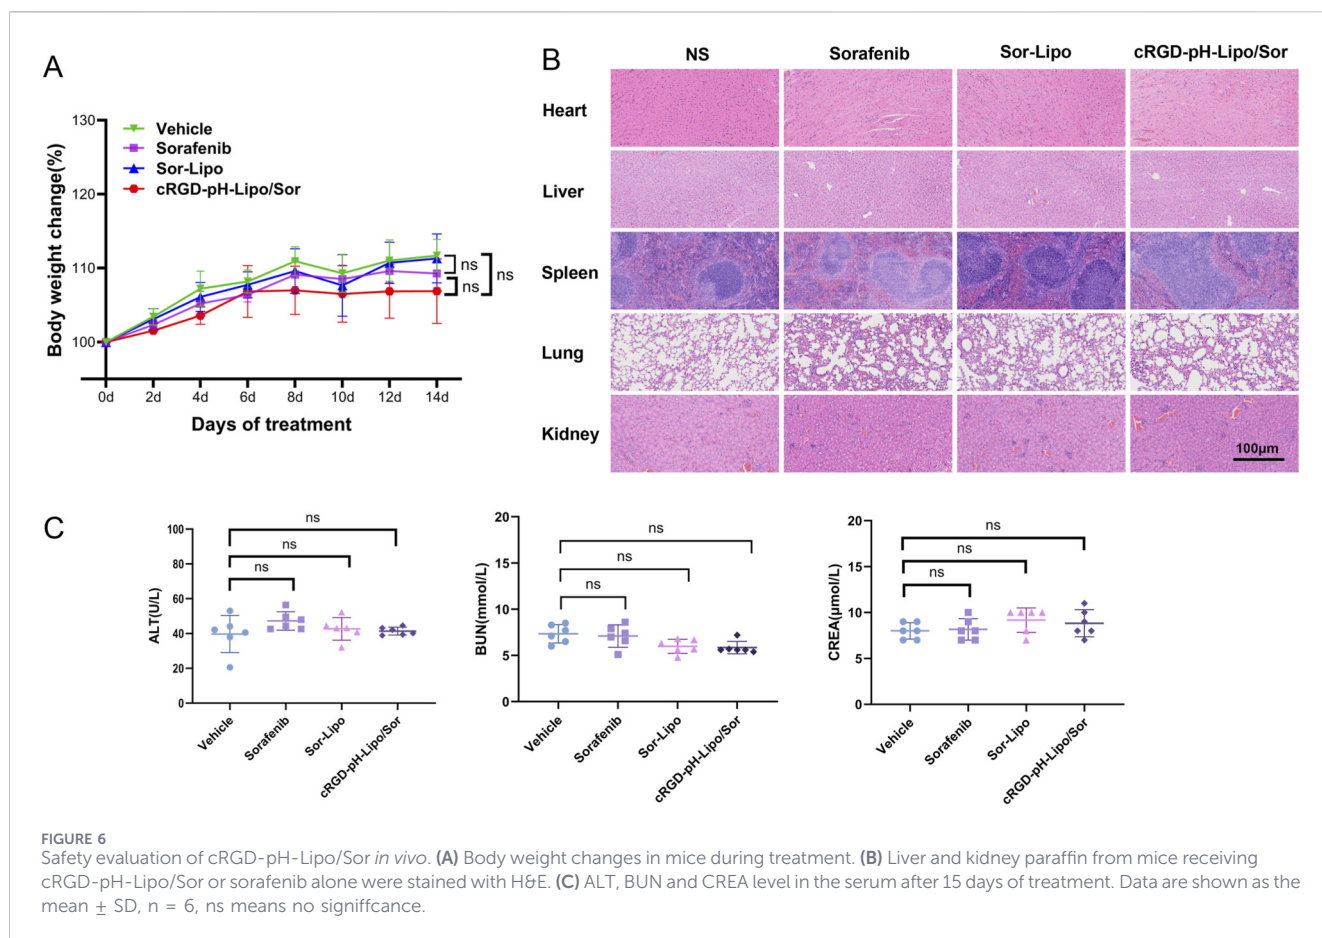 A
130
120
110
100
Body weight change(%)
Vehicle
Sorafenib
Sor-Lipo
cRGD-pH-Lipo/Sor
ns
ns
ns
0d 2d 4d 6d 8d 10d 12d 14d
Days of treatment
B
NS Sorafenib Sor-Lipo cRGD-pH-Lipo/Sor
Heart
Liver
Spleen
Lung
Kidney
100μm
C
ALT(U/L)
100
80
60
40
20
0
ns
ns
ns
Vehicle
Sorafenib
Sor-Lipo
cRGD-pH-Lipo/Sor
BUN(mmol/L)
20
15
10
5
0
ns
ns
ns
Vehicle
Sorafenib
Sor-Lipo
cRGD-pH-Lipo/Sor
CREA(μmol/L)
20
15
10
5
0
ns
ns
ns
Vehicle
Sorafenib
Sor-Lipo
cRGD-pH-Lipo/Sor
FIGURE 6
Safety evaluation of cRGD-pH-Lipo/Sor in vivo. (A) Body weight changes in mice during treatment. (B) Liver and kidney paraffin from mice receiving
cRGD-pH-Lipo/Sor or sorafenib alone were stained with H&E. (C) ALT, BUN and CREA level in the serum after 15 days of treatment. Data are shown as the
mean ± SD, n = 6, ns means no signiffcance.